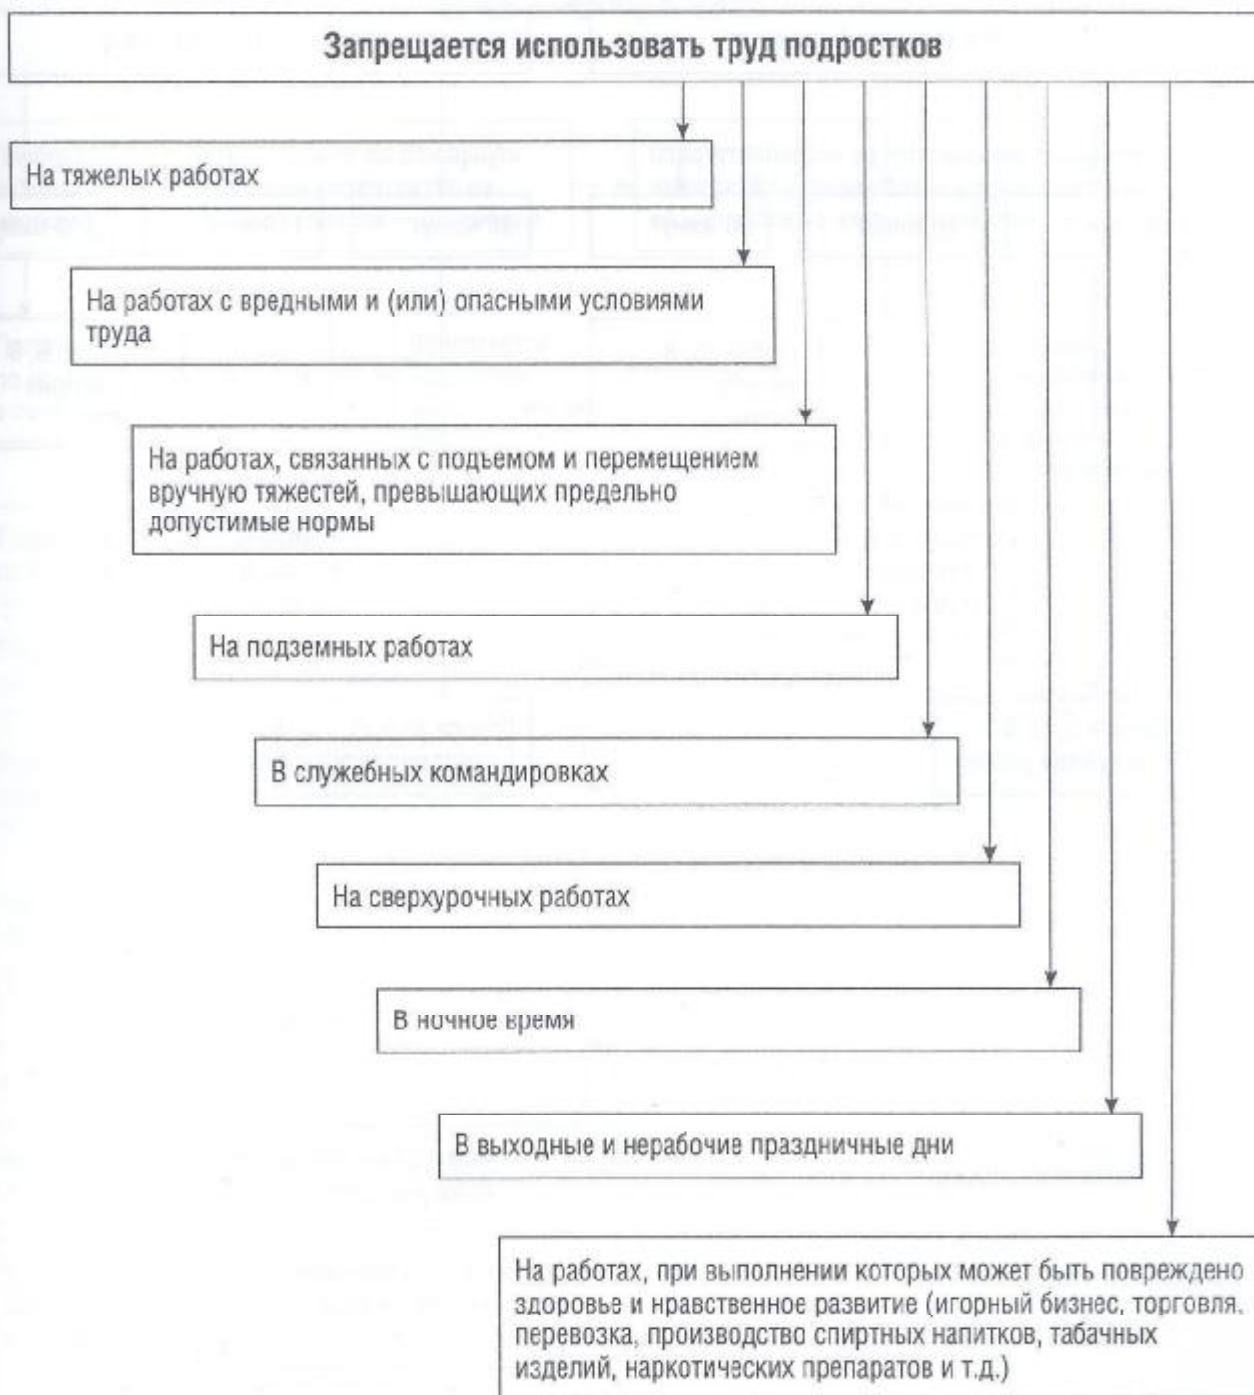 Запрещается использовать труд подростков
На тяжелых работах
На работах с вредными и (или) опасными условиями
труда
На работах, связанных с подъемом и перемещением
вручную тяжестей, превышающих предельно
допустимые нормы
На подземных работах
В служебных командировках
На сверхурочных работах
В ночное время
В выходные и нерабочие праздничные дни
На работах, при выполнении которых может быть повреждено
здоровье и нравственное развитие (игорный бизнес, торговля,
перевозка, производство спиртных напитков, табачных
изделий, наркотических препаратов и т.д.)